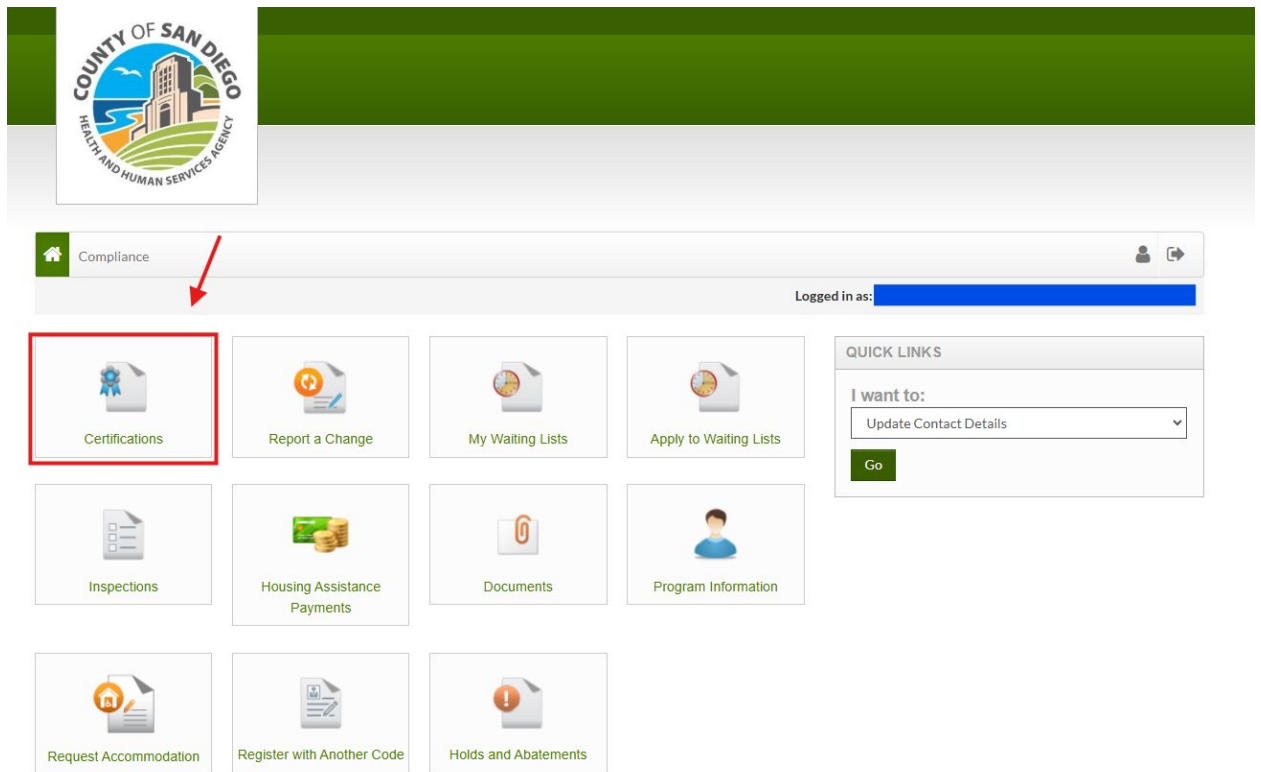 COUNTY OF SAN DIEGO
HEALTH AND HUMAN SERVICES AGENCY
Compliance
Logged in as:
Certifications
Report a Change
My Waiting Lists
Apply to Waiting Lists
QUICK LINKS
I want to:
Update Contact Details
Go
Inspections
Housing Assistance
Payments
Documents
Program Information
Request Accommodation
Register with Another Code
Holds and Abatements